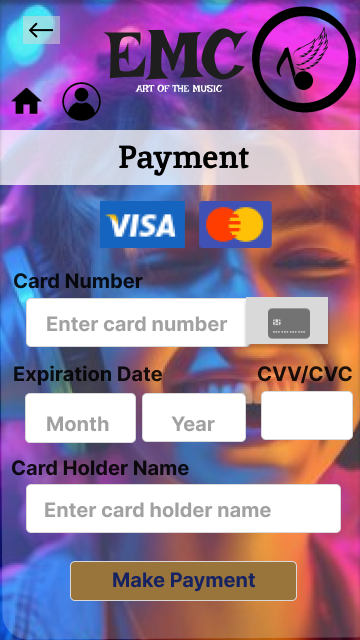 EMC
ART OF THE MUSIC
Payment
VISA
Card Number
Enter card number
Expiration Date
CVV/CVC
Month
Year
Card Holder Name
Enter card holder name
Make Payment